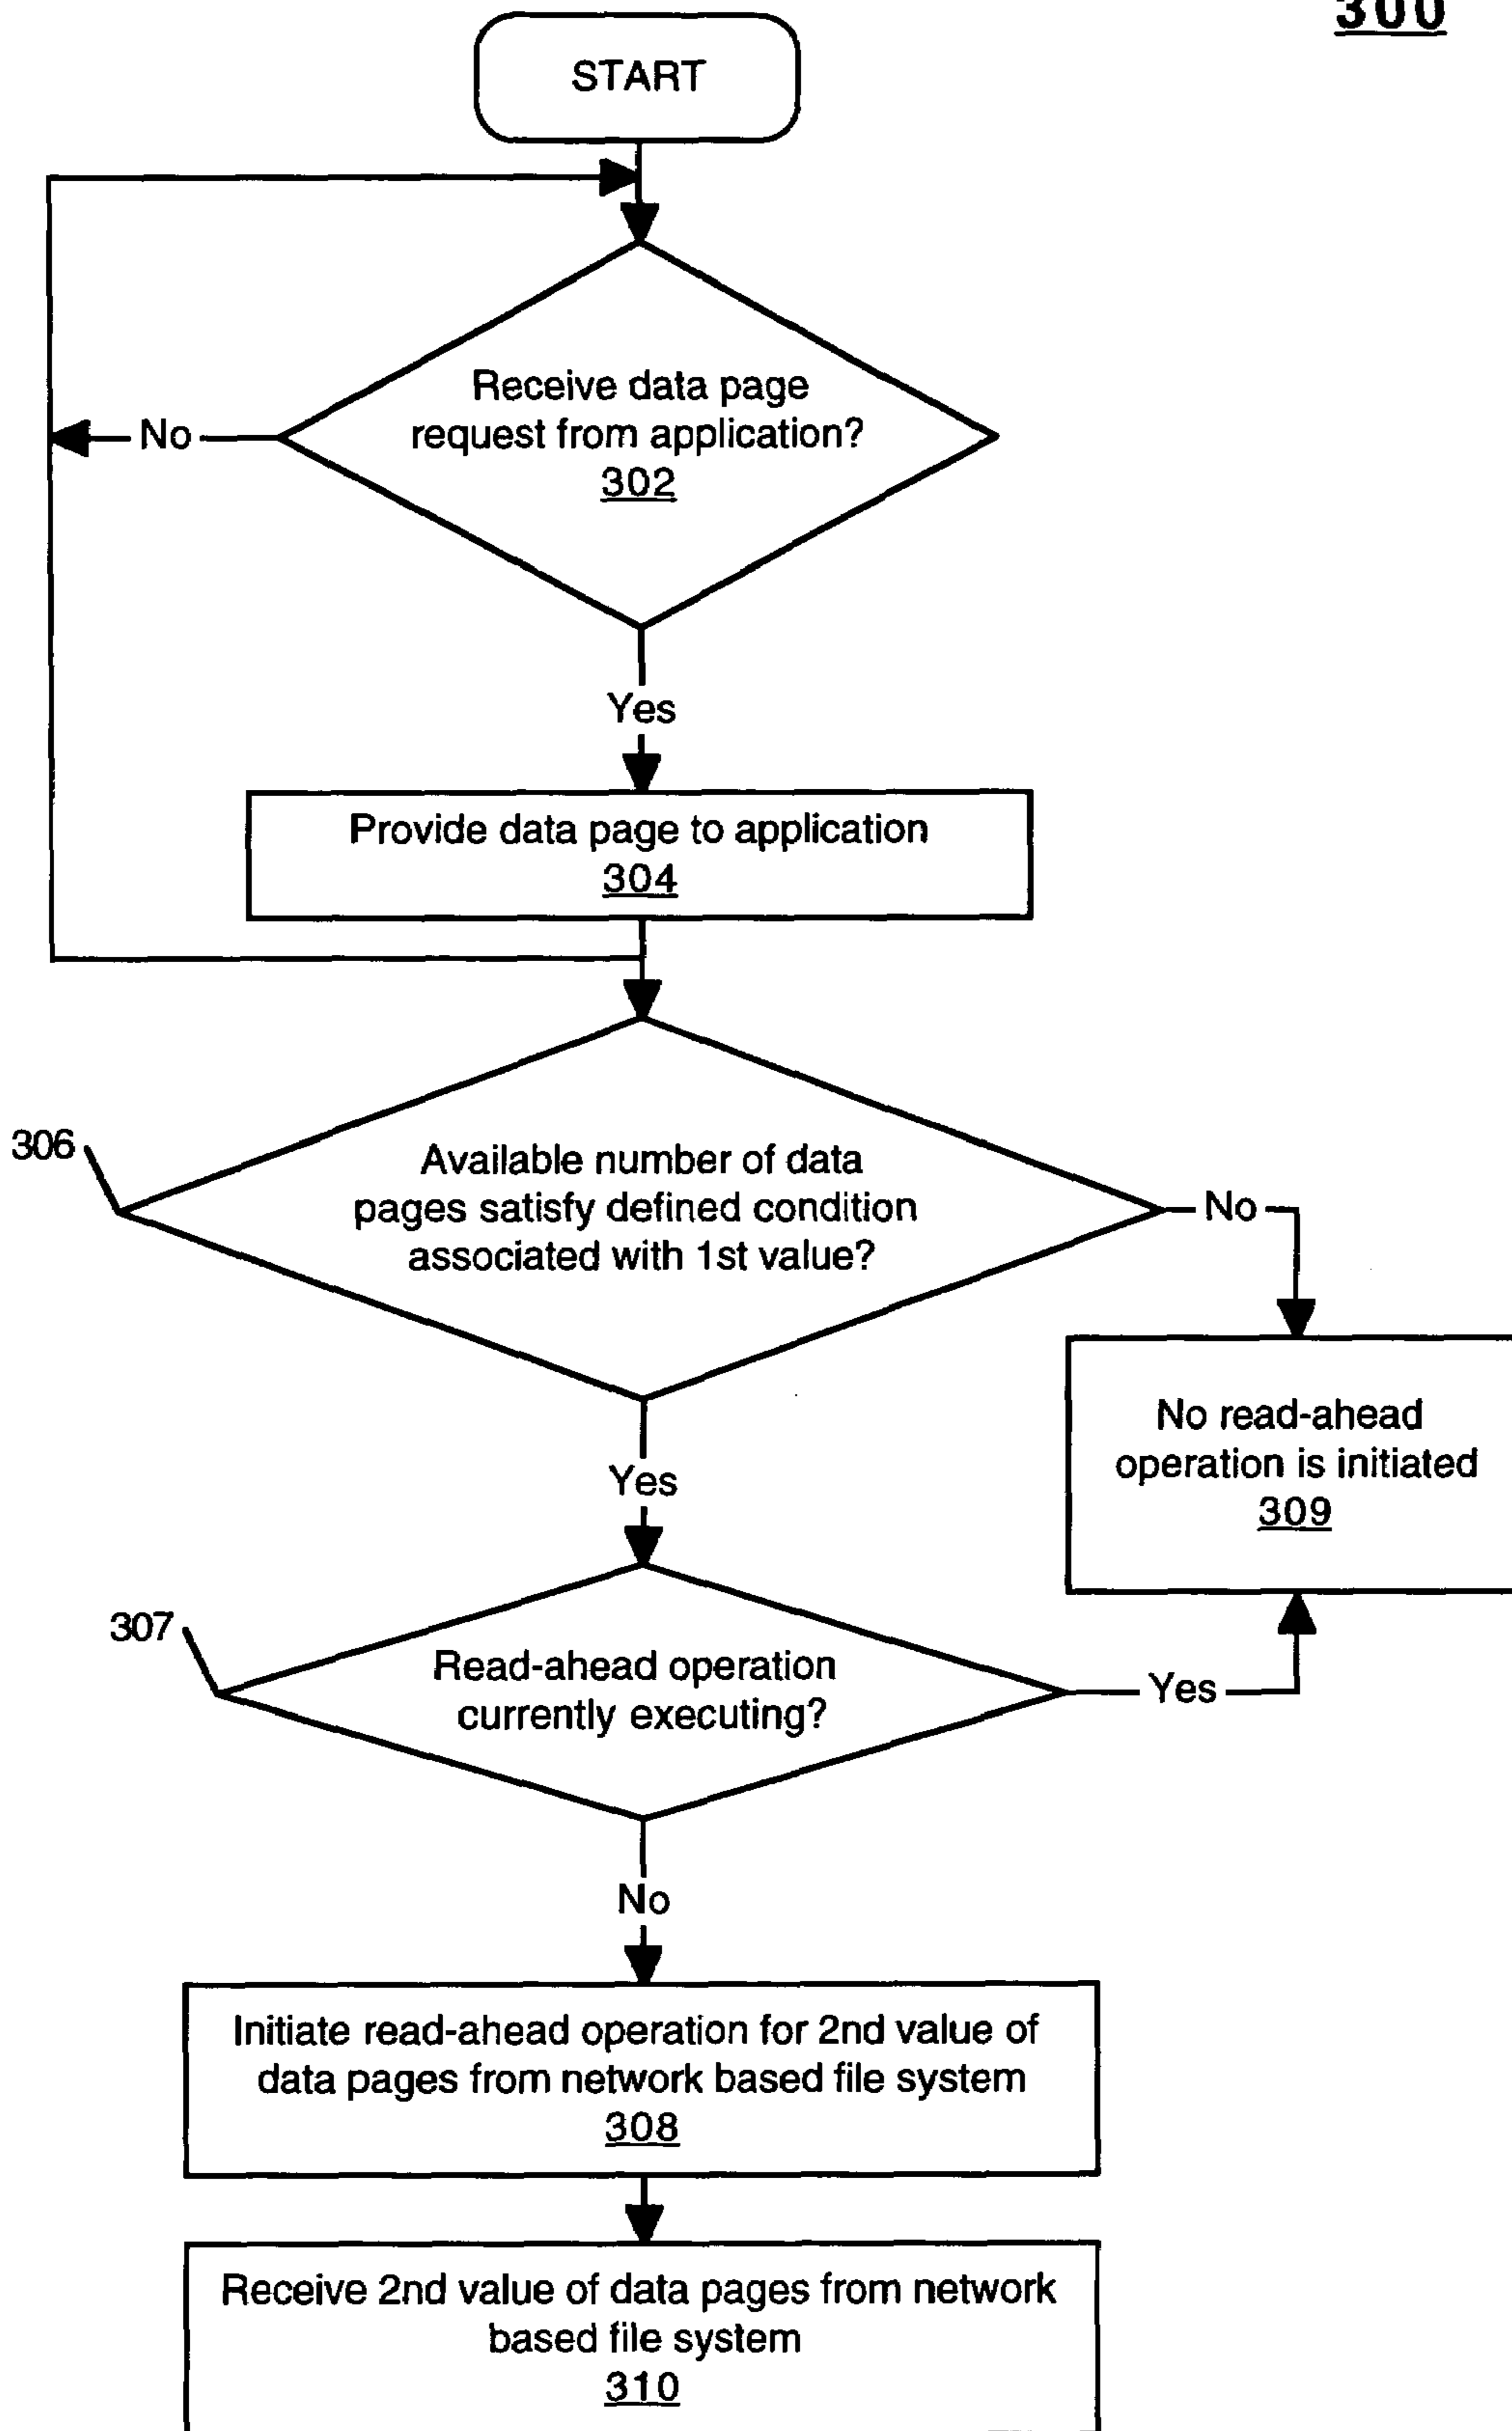 300
START
Receive data page
request from application?
302
No
Yes
Provide data page to application
304
306
Available number of data
pages satisfy defined condition
associated with 1st value?
No
Yes
No read-ahead
operation is initiated
309
307
Read-ahead operation
currently executing?
Yes
No
Initiate read-ahead operation for 2nd value of
data pages from network based file system
308
Receive 2nd value of data pages from network
based file system
310